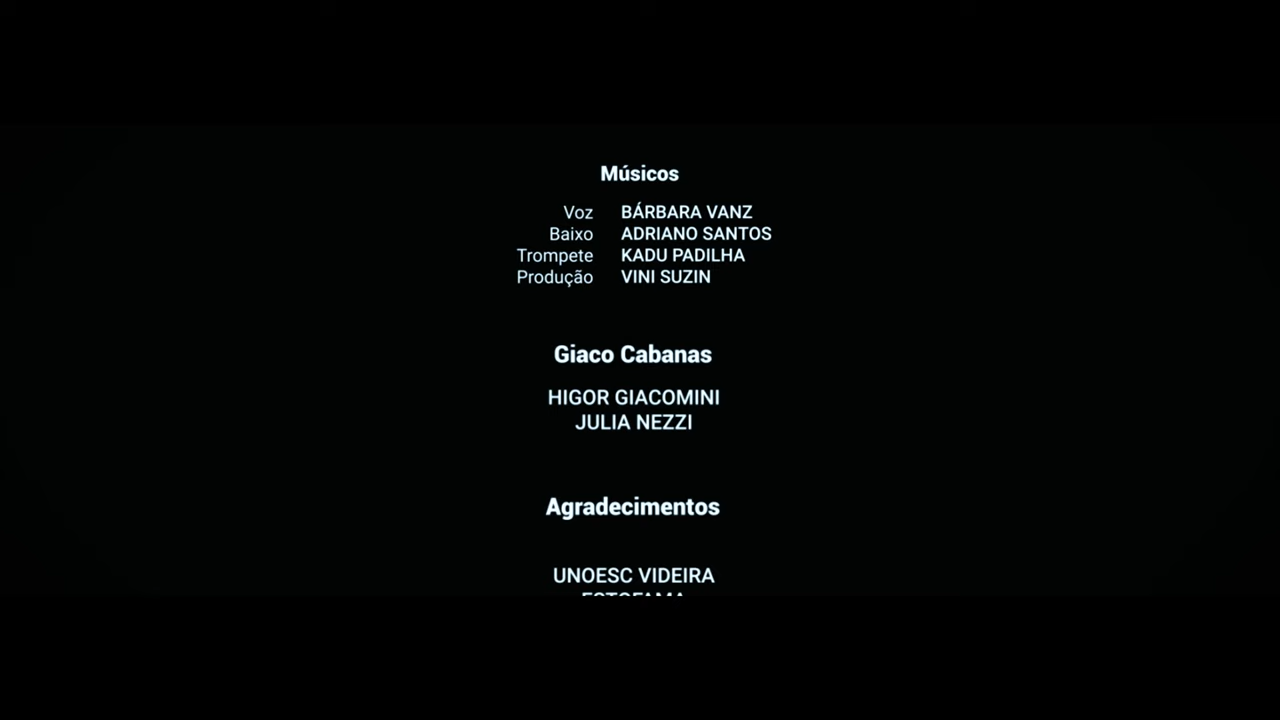 Músicos
Voz BÁRBARA VANZ
Baixo ADRIANO SANTOS
Trompete KADU PADILHA
Produção VINI SUZIN
Giaco Cabanas
HIGOR GIACOMINI
JULIA NEZZI
Agradecimentos
UNOESC VIDEIRA